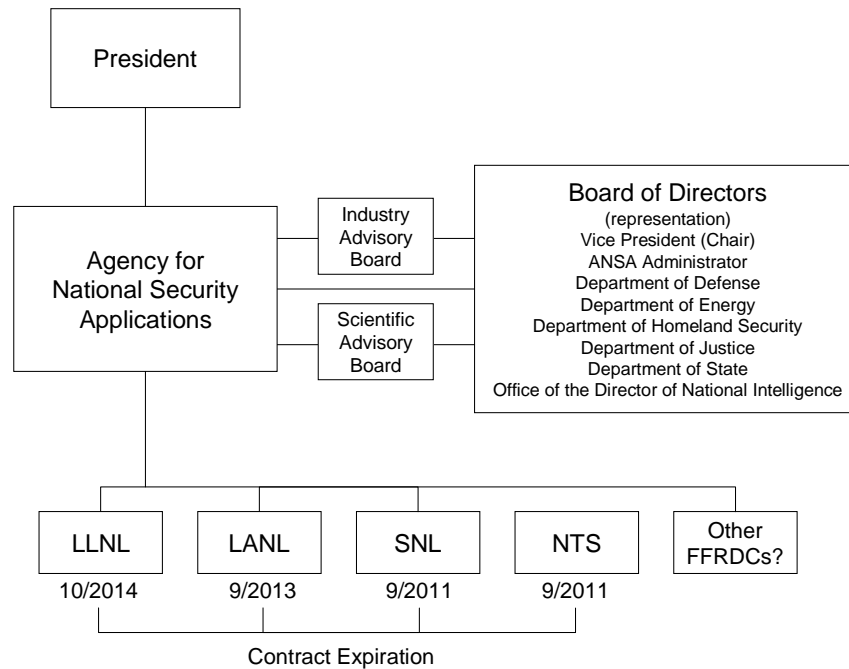 President
Agency for
National Security
Applications
Industry
Advisory
Board
Scientific
Advisory
Board
Board of Directors
(representation)
Vice President (Chair)
ANSA Administrator
Department of Defense
Department of Energy
Department of Homeland Security
Department of Justice
Department of State
Office of the Director of National Intelligence
LLNL
LANL
SNL
NTS
Other
FFRDCs?
10/2014
9/2013
9/2011
9/2011
Contract Expiration